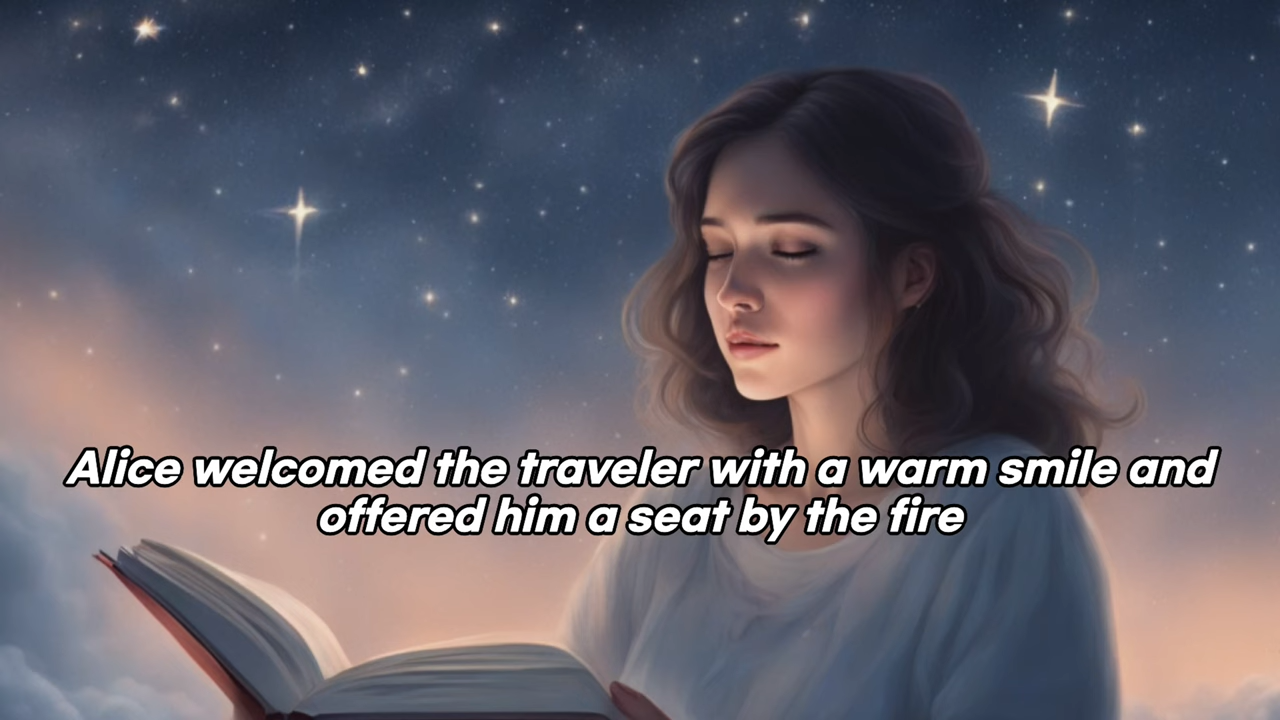 Alice welcomed the traveler with a warm smile and
offered him a seat by the fire